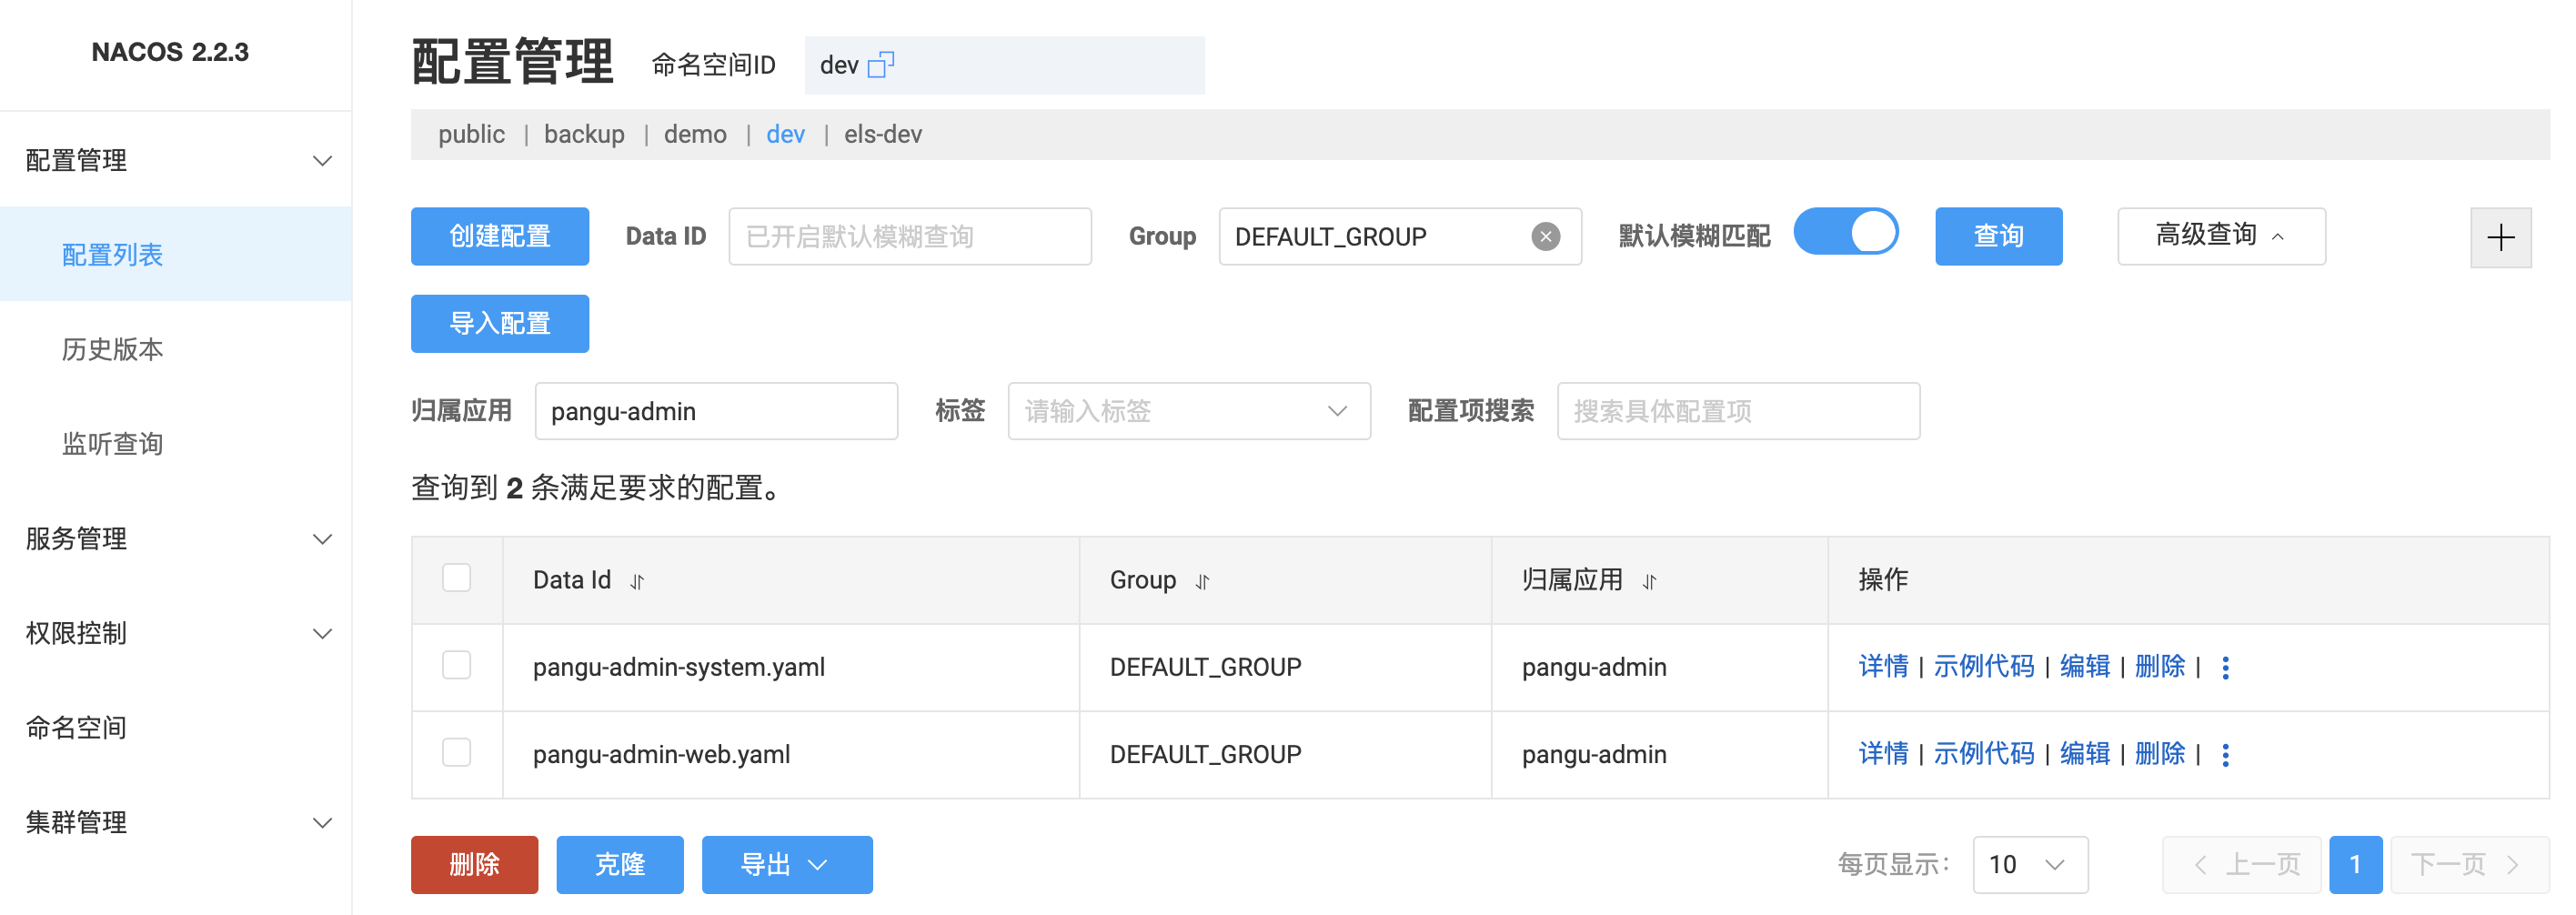 NACOS 2.2.3
配置管理
配置列表
历史版本
监听查询
服务管理
权限控制
命名空间
集群管理
配置管理 命名空间ID dev
public | backup | demo | dev | els-dev
创建配置 Data ID 已开启默认模糊查询 Group DEFAULT_GROUP 默认模糊匹配 查询 高级查询
导入配置
归属应用 pangu-admin 标签 请输入标签 配置项搜索 搜索具体配置项
查询到 2 条满足要求的配置。
Data Id Group 归属应用 操作
pangu-admin-system.yaml DEFAULT_GROUP pangu-admin 详情 | 示例代码 | 编辑 | 删除 |
pangu-admin-web.yaml DEFAULT_GROUP pangu-admin 详情 | 示例代码 | 编辑 | 删除 |
删除 克隆 导出 每页显示： 10 上一页 1 下一页